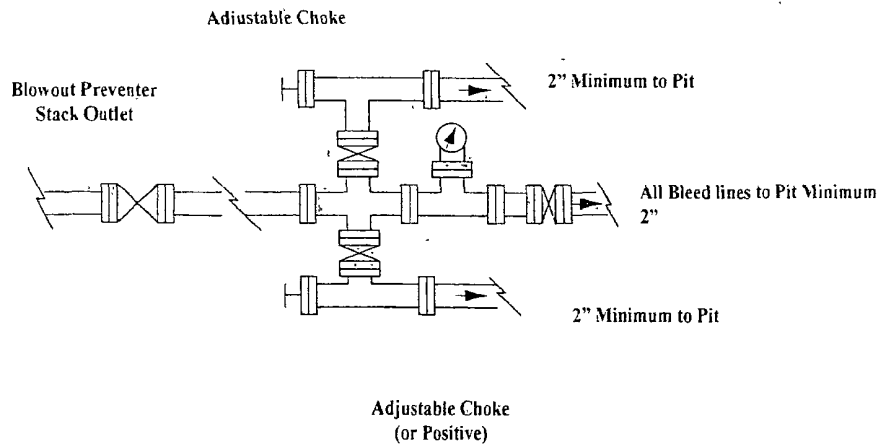 Adjustable Choke
Blowout Preventer
Stack Outlet
2” Minimum to Pit
All Bleed lines to Pit Minimum
2”
2” Minimum to Pit
Adjustable Choke
(or Positive)